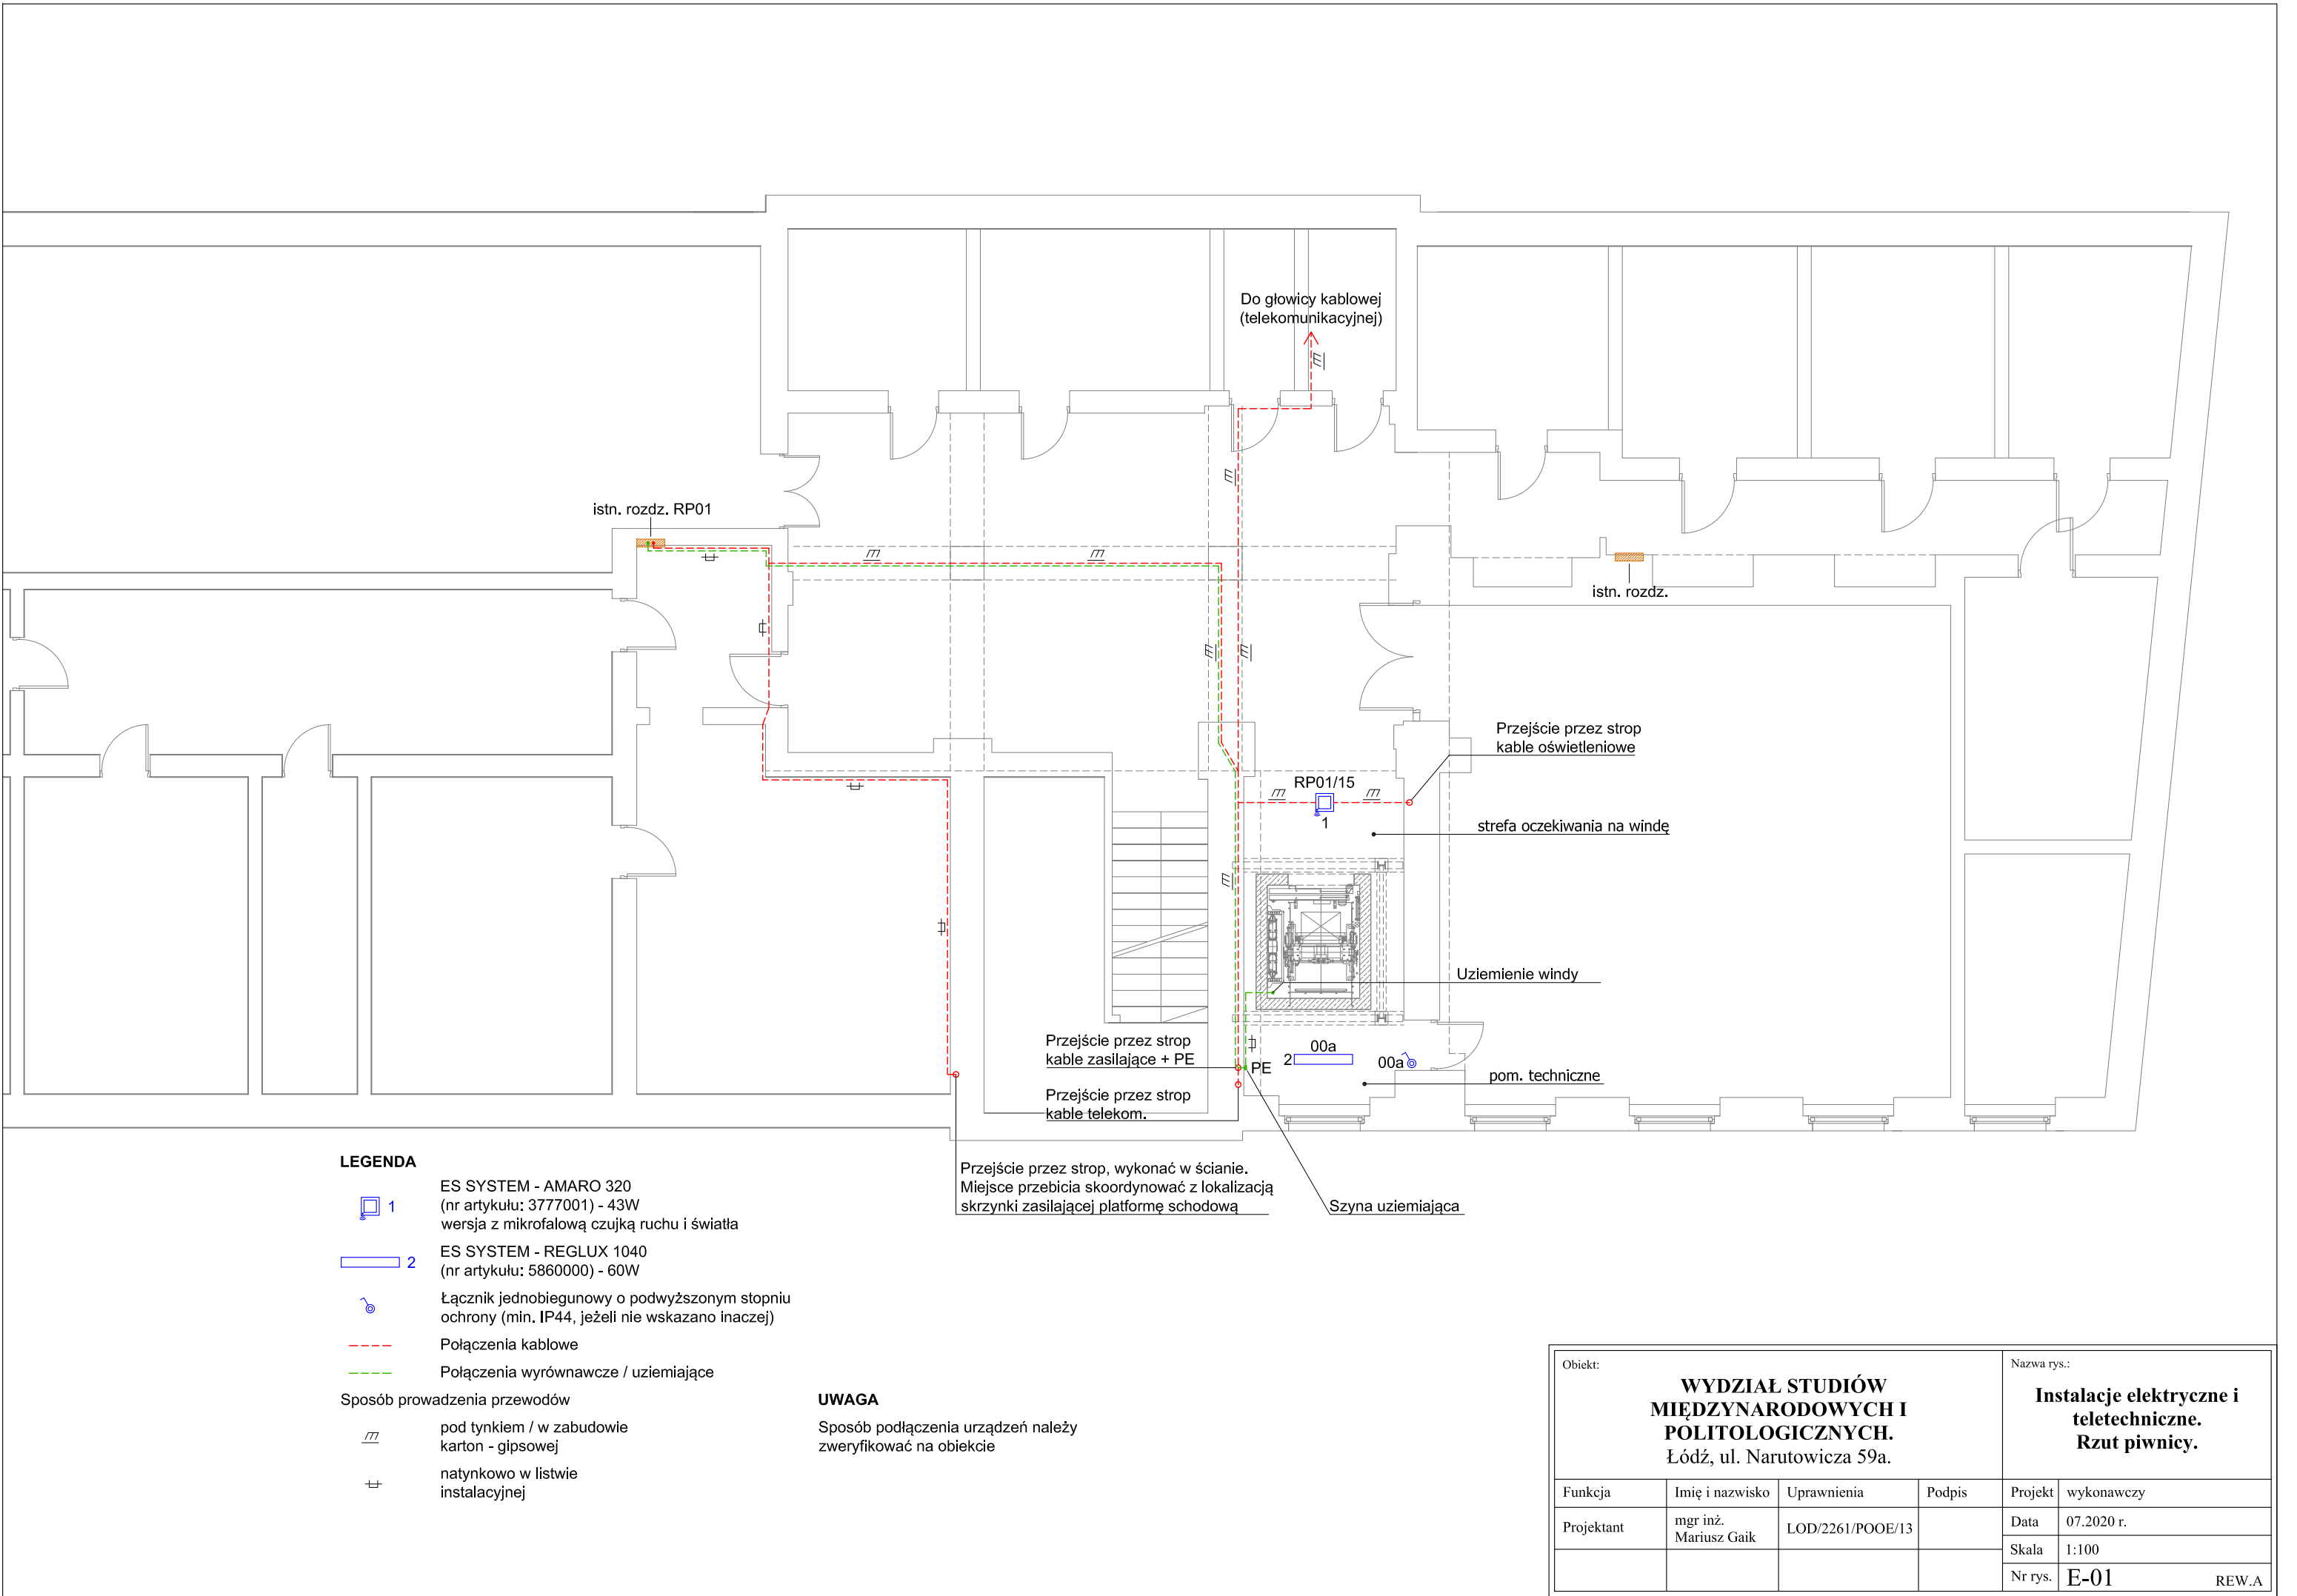 Do głowicy kablowej
(telekomunikacyjnej)
istn. rozdz. RP01
istn. rozdz.
Przejście przez strop
kable oświetleniowe
RP01/15
1
strefa oczekiwania na windę
Uziemienie windy
Przejście przez strop
kable zasilające + PE
00a
2
00a
PE
pom. techniczne
Przejście przez strop
kable telekom.
Przejście przez strop, wykonać w ścianie.
Miejsce przebicia skoordynować z lokalizacją
skrzynki zasilającej platformę schodową
Szyna uziemiająca
LEGENDA
1
ES SYSTEM - AMARO 320
(nr artykułu: 3777001) - 43W
wersja z mikrofalową czujką ruchu i światła
2
ES SYSTEM - REGLUX 1040
(nr artykułu: 5860000) - 60W
Łącznik jednobiegunowy o podwyższonym stopniu
ochrony (min. IP44, jeżeli nie wskazano inaczej)
Połączenia kablowe
Połączenia wyrównawcze / uziemiające
Sposób prowadzenia przewodów
pod tynkiem / w zabudowie
karton - gipsowej
natynkowo w listwie
instalacyjnej
UWAGA
Sposób podłączenia urządzeń należy
zweryfikować na obiekcie
Obiekt:
WYDZIAŁ STUDIÓW
MIĘDZYNARODOWYCH I
POLITOLOGICZNYCH.
Łódź, ul. Narutowicza 59a.
Nazwa rys.:
Instalacje elektryczne i
teletechniczne.
Rzut piwnicy.
Funkcja Imię i nazwisko Uprawnienia Podpis
Projektant mgr inż.
Mariusz Gaik LOD/2261/POOE/13
Projekt wykonawczy
Data 07.2020 r.
Skala 1:100
Nr rys. E-01 REW.A